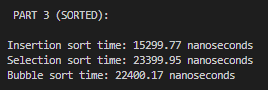 PART 3 (SORTED):
Insertion sort time: 15299.77 nanoseconds
Selection sort time: 23399.95 nanoseconds
Bubble sort time: 22400.17 nanoseconds